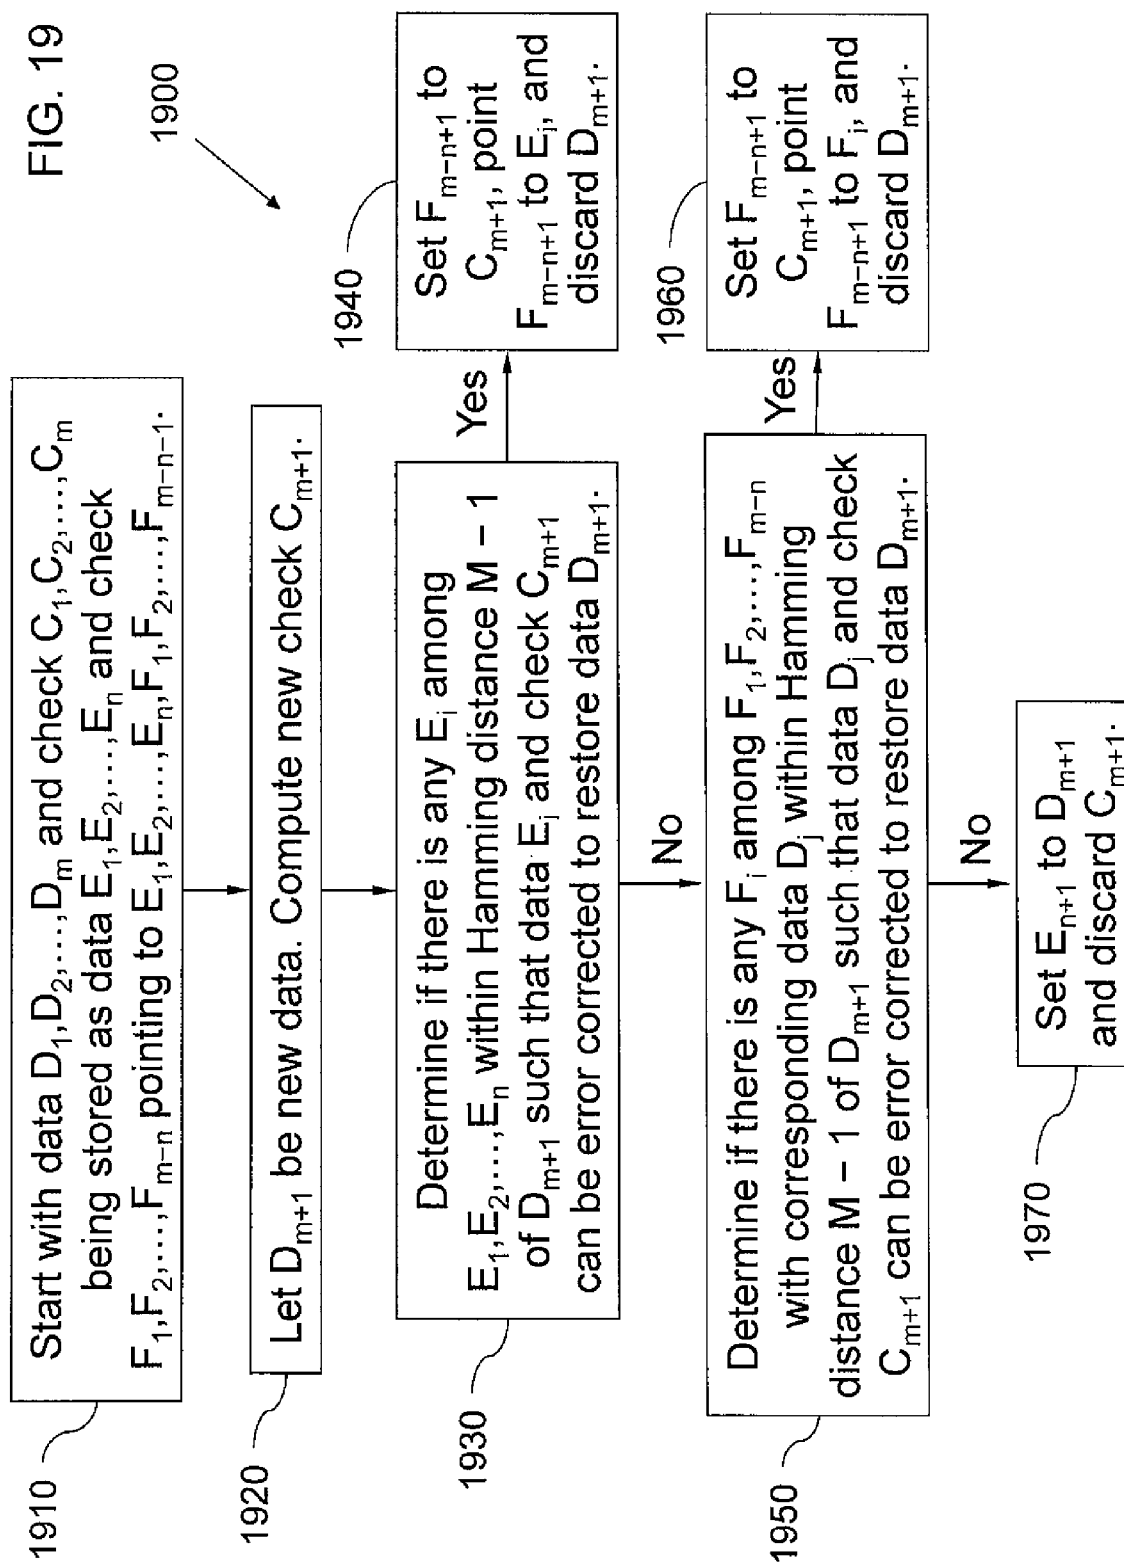 FIG. 19
1900
1910
Start with data D₁,D₂,…,Dₘ and check C₁,C₂,…,Cₘ
being stored as data E₁,E₂,…,Eₙ and check
F₁,F₂,…,Fₘ₋ₙ pointing to E₁,E₂,…,Eₙ,F₁,F₂,…,Fₘ₋ₙ₋₁.
1920
Let Dₘ₊₁ be new data. Compute new check Cₘ₊₁.
1930
Determine if there is any Eᵢ among
E₁,E₂,…,Eₙ within Hamming distance M – 1
of Dₘ₊₁ such that data Eᵢ and check Cₘ₊₁
can be error corrected to restore data Dₘ₊₁.
Yes
1940
Set Fₘ₋ₙ₊₁ to
Cₘ₊₁, point
Fₘ₋ₙ₊₁ to Eᵢ, and
discard Dₘ₊₁.
No
1950
Determine if there is any Fᵢ among F₁,F₂,…,Fₘ₋ₙ
with corresponding data Dⱼ within Hamming
distance M – 1 of Dₘ₊₁ such that data Dⱼ and check
Cₘ₊₁ can be error corrected to restore data Dₘ₊₁.
Yes
1960
Set Fₘ₋ₙ₊₁ to
Cₘ₊₁, point
Fₘ₋ₙ₊₁ to Fᵢ, and
discard Dₘ₊₁.
No
1970
Set Eₙ₊₁ to Dₘ₊₁
and discard Cₘ₊₁.